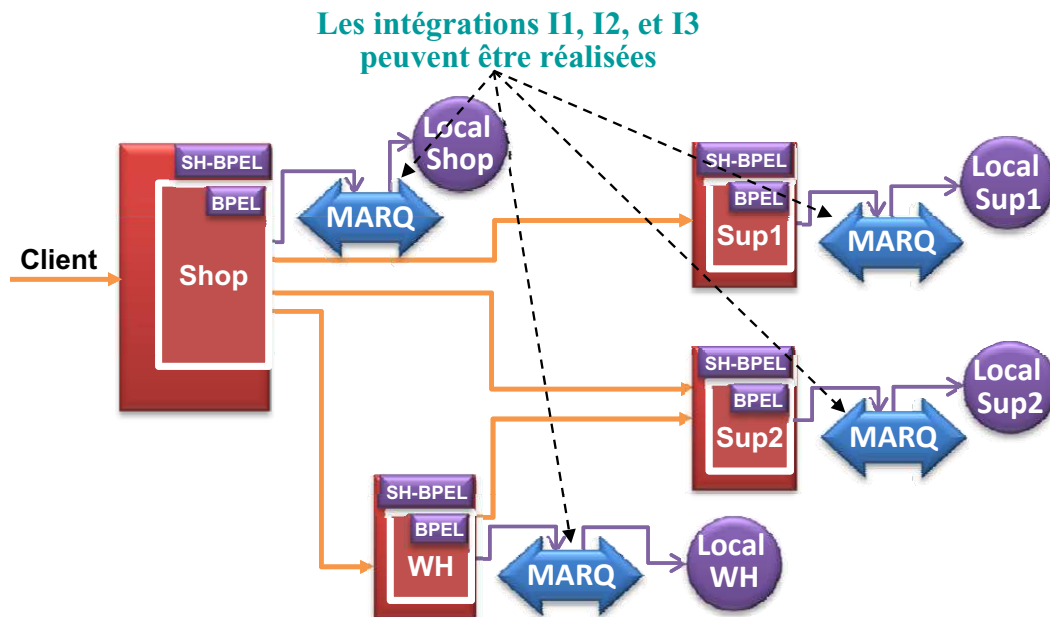 Les intégrations I1, I2, et I3
peuvent être réalisées
Local
Shop
SH-BPEL
BPEL
MARQ
Client
Shop
SH-BPEL
BPEL
Sup1
MARQ
Local
Sup1
SH-BPEL
BPEL
Sup2
MARQ
Local
Sup2
SH-BPEL
BPEL
WH
MARQ
Local
WH